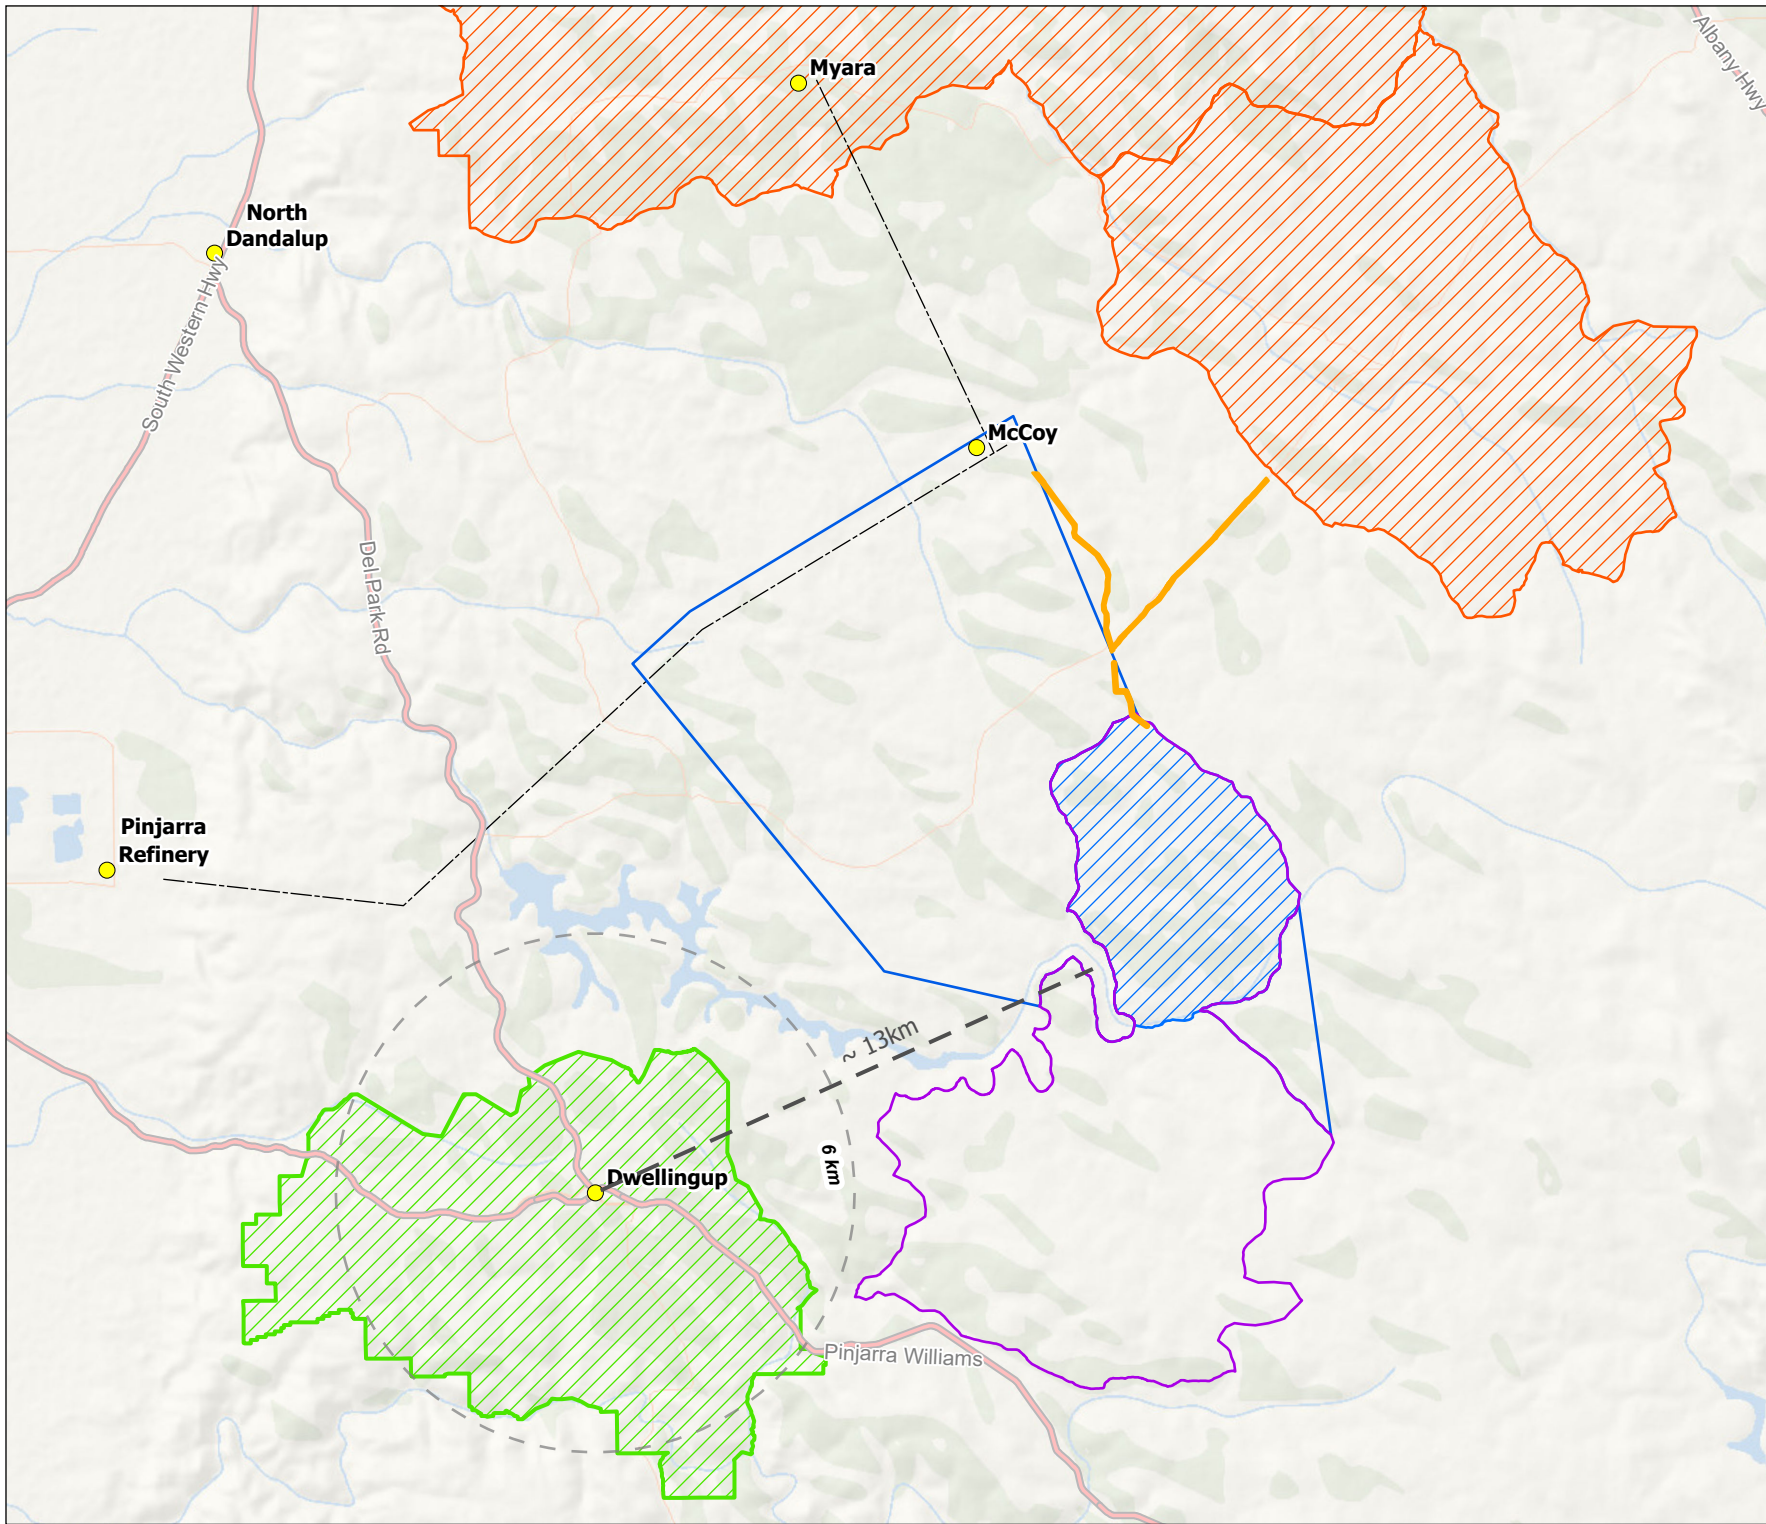 Albany Hwy
Myara
North
Dandalup
South Western Hwy
McCoy
Del Park Rd
Pinjarra
Refinery
~ 13km
6 km
Dwellingup
Pinjarra Williams